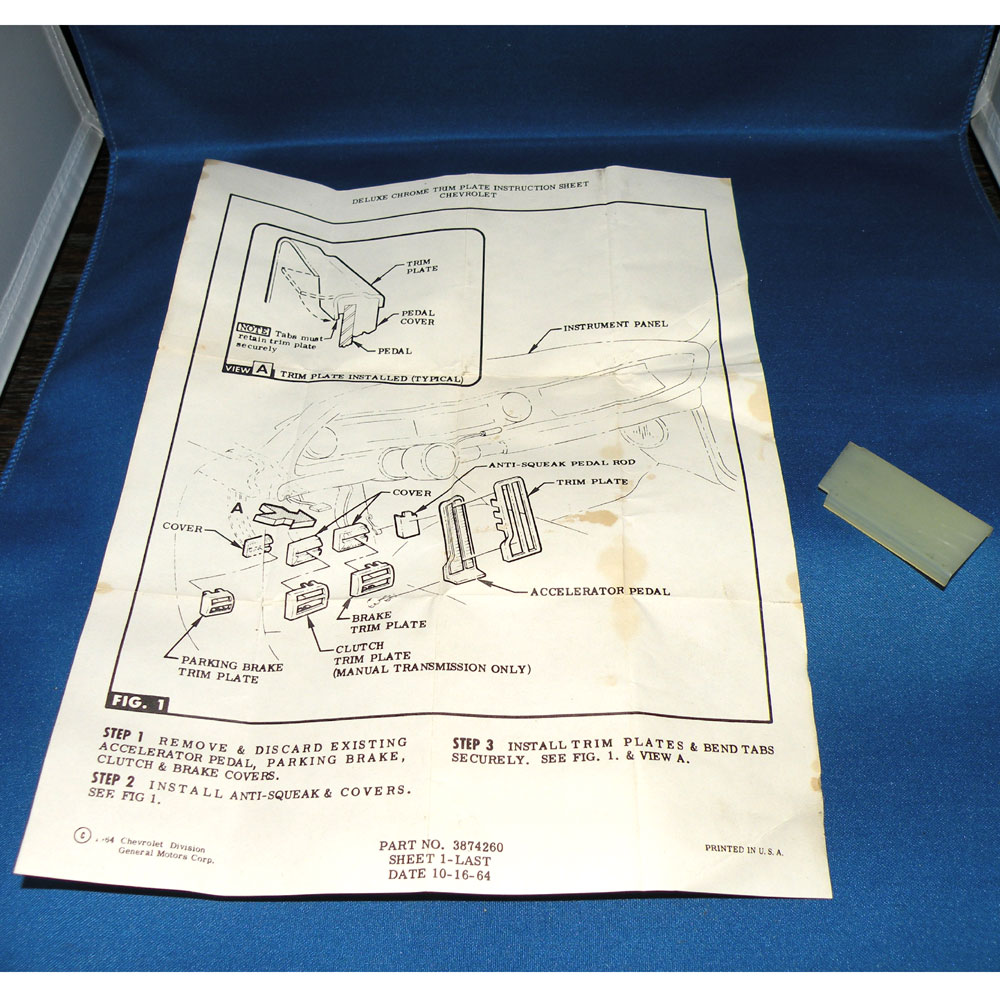 DELUXE CHROME TRIM PLATE INSTRUCTION SHEET
CHEVROLET
TRIM
PLATE
PEDAL
COVER
NOTE Tabs must
retain trim plate
securely
PEDAL
VIEW A TRIM PLATE INSTALLED (TYPICAL)
INSTRUMENT PANEL
ANTI-SQUEAK PEDAL ROD
TRIM PLATE
COVER
A
COVER
ACCELERATOR PEDAL
BRAKE
TRIM PLATE
CLUTCH
TRIM PLATE
(MANUAL TRANSMISSION ONLY)
PARKING BRAKE
TRIM PLATE
FIG. 1
STEP 1 REMOVE & DISCARD EXISTING
ACCELERATOR PEDAL, PARKING BRAKE,
CLUTCH & BRAKE COVERS.
STEP 2 INSTALL ANTI-SQUEAK & COVERS.
SEE FIG 1.
STEP 3 INSTALL TRIM PLATES & BEND TABS
SECURELY. SEE FIG. 1. & VIEW A.
© 64 Chevrolet Division
General Motors Corp.
PART NO. 3874260
SHEET 1-LAST
DATE 10-16-64
PRINTED IN U. S. A.